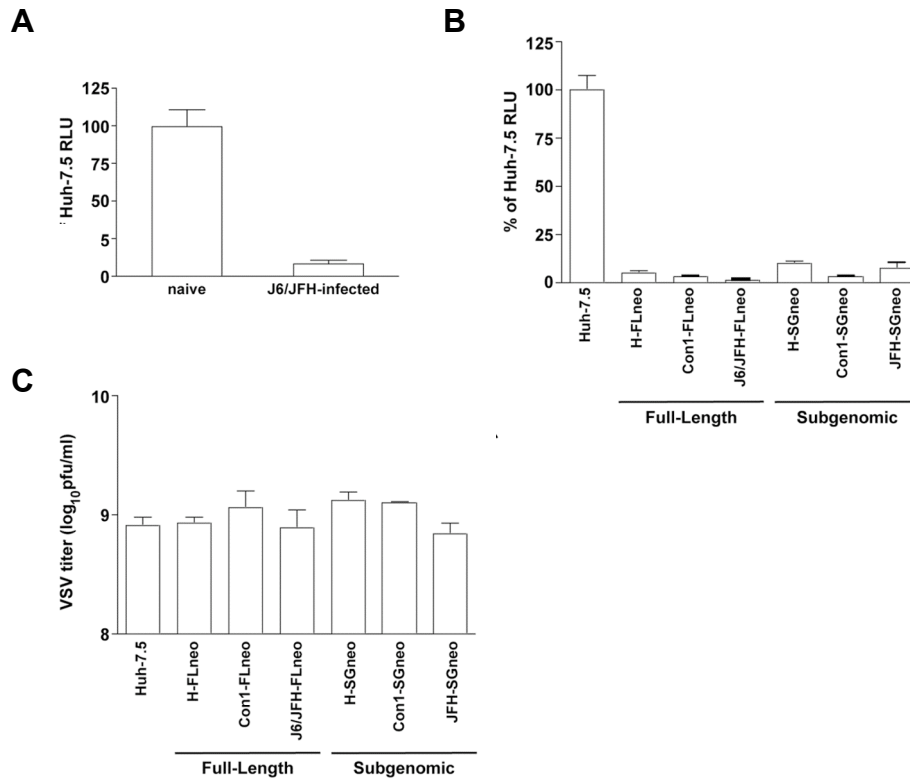 A
125
100
75
50
5
0
Huh-7.5 RLU
naive
J6/JFH-infected
B
125
100
75
50
25
0
% of Huh-7.5 RLU
Huh-7.5
H-FLneo
Con1-FLneo
J6/JFH-FLneo
H-SGneo
Con1-SGneo
JFH-SGneo
Full-Length
Subgenomic
C
10
9
8
VSV titer (log10pfu/ml)
Huh-7.5
H-FLneo
Con1-FLneo
J6/JFH-FLneo
H-SGneo
Con1-SGneo
JFH-SGneo
Full-Length
Subgenomic